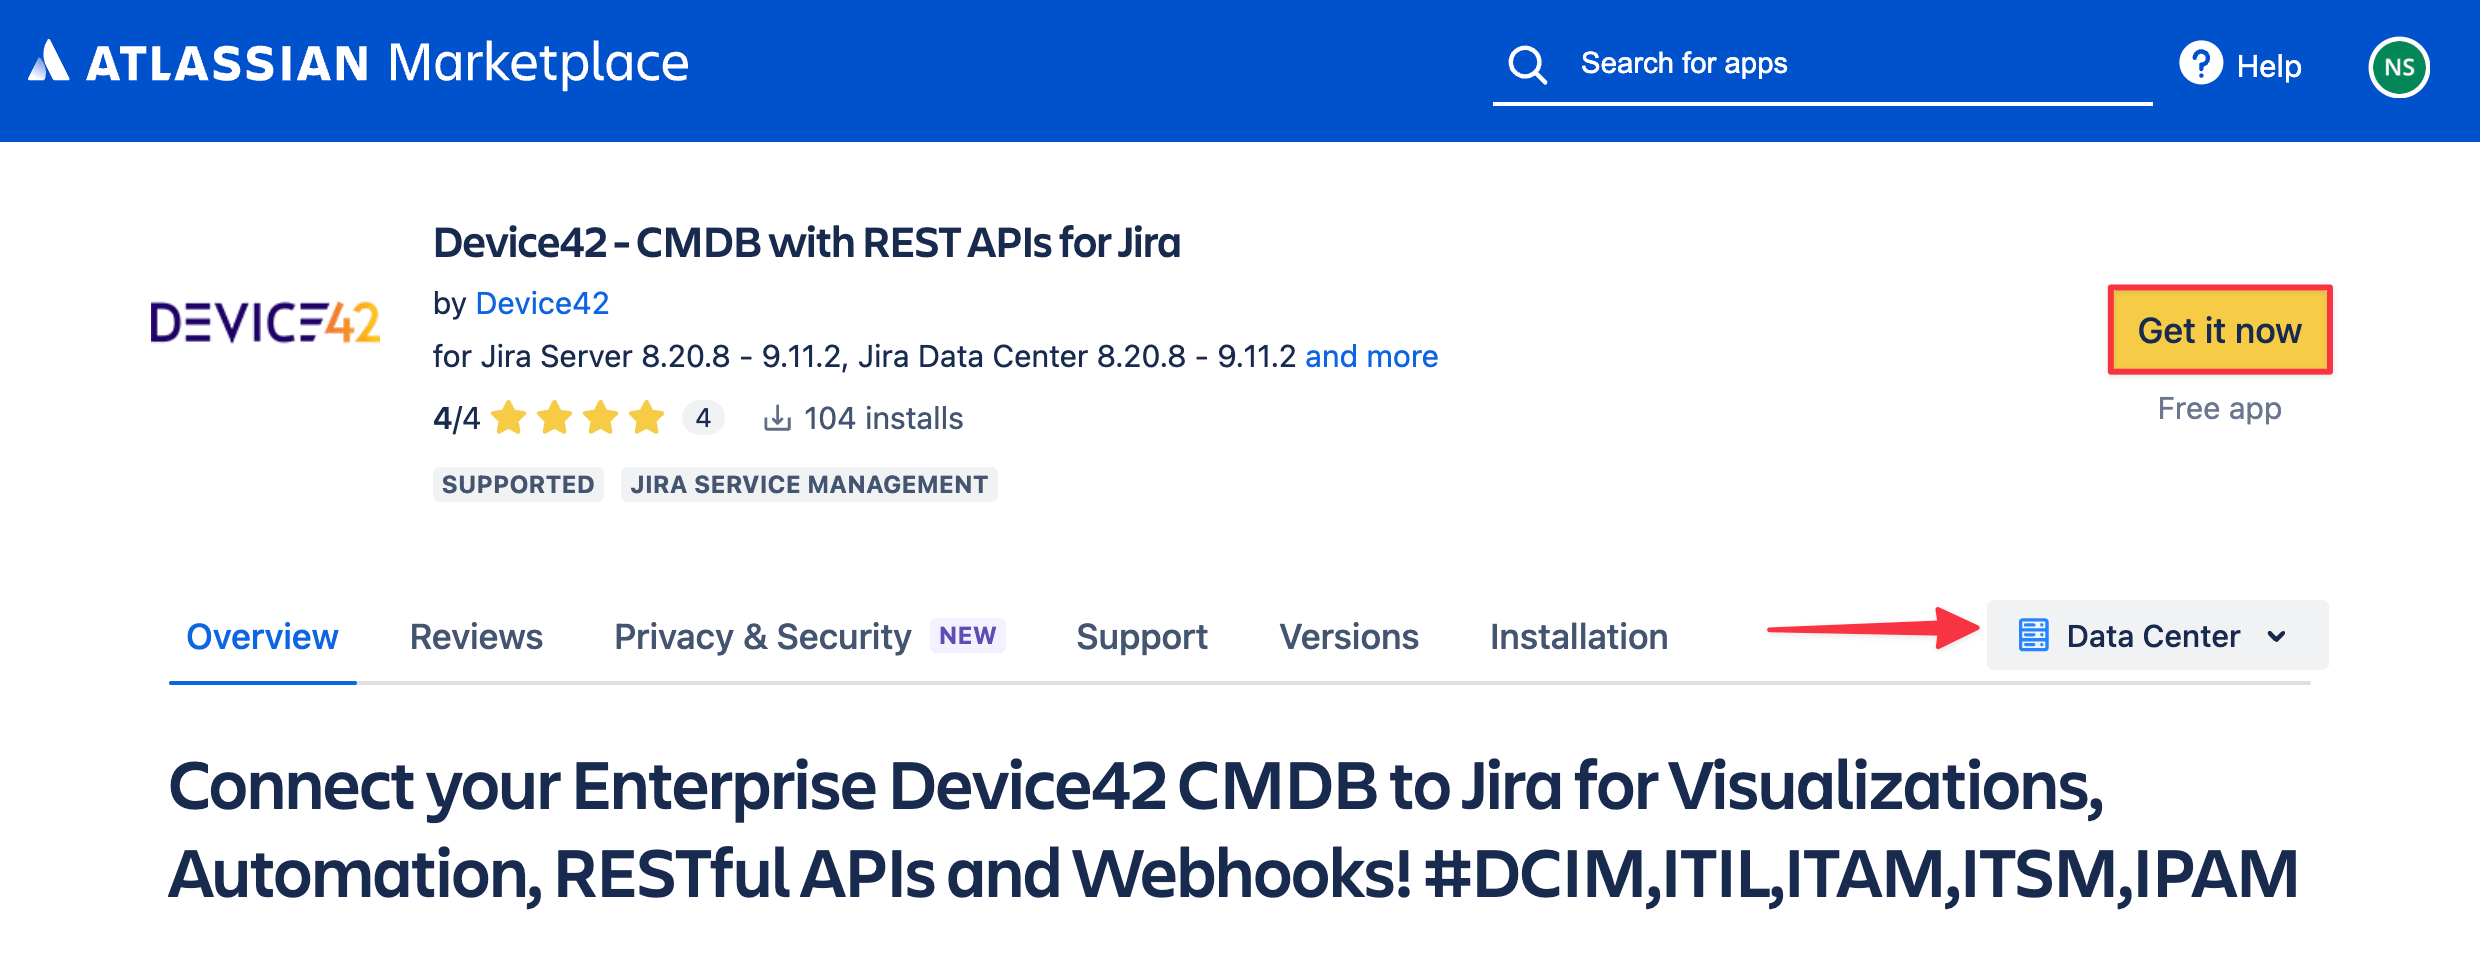 ATLASSIAN Marketplace
Search for apps
? Help
NS
DEVICE42
Device42 - CMDB with REST APIs for Jira
by Device42
for Jira Server 8.20.8 - 9.11.2, Jira Data Center 8.20.8 - 9.11.2 and more
4/4 4 104 installs
SUPPORTED JIRA SERVICE MANAGEMENT
Get it now
Free app
Overview Reviews Privacy & Security NEW Support Versions Installation Data Center
Connect your Enterprise Device42 CMDB to Jira for Visualizations,
Automation, RESTful APIs and Webhooks! #DCIM,ITIL,ITAM,ITSM,IPAM